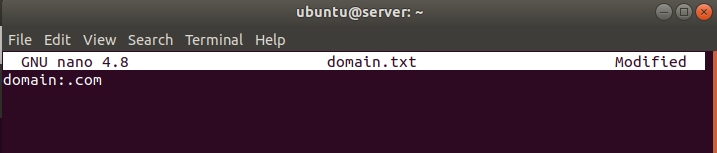 ubuntu@server: ~
File Edit View Search Terminal Help
GNU nano 4.8 domain.txt Modified
domain:.com